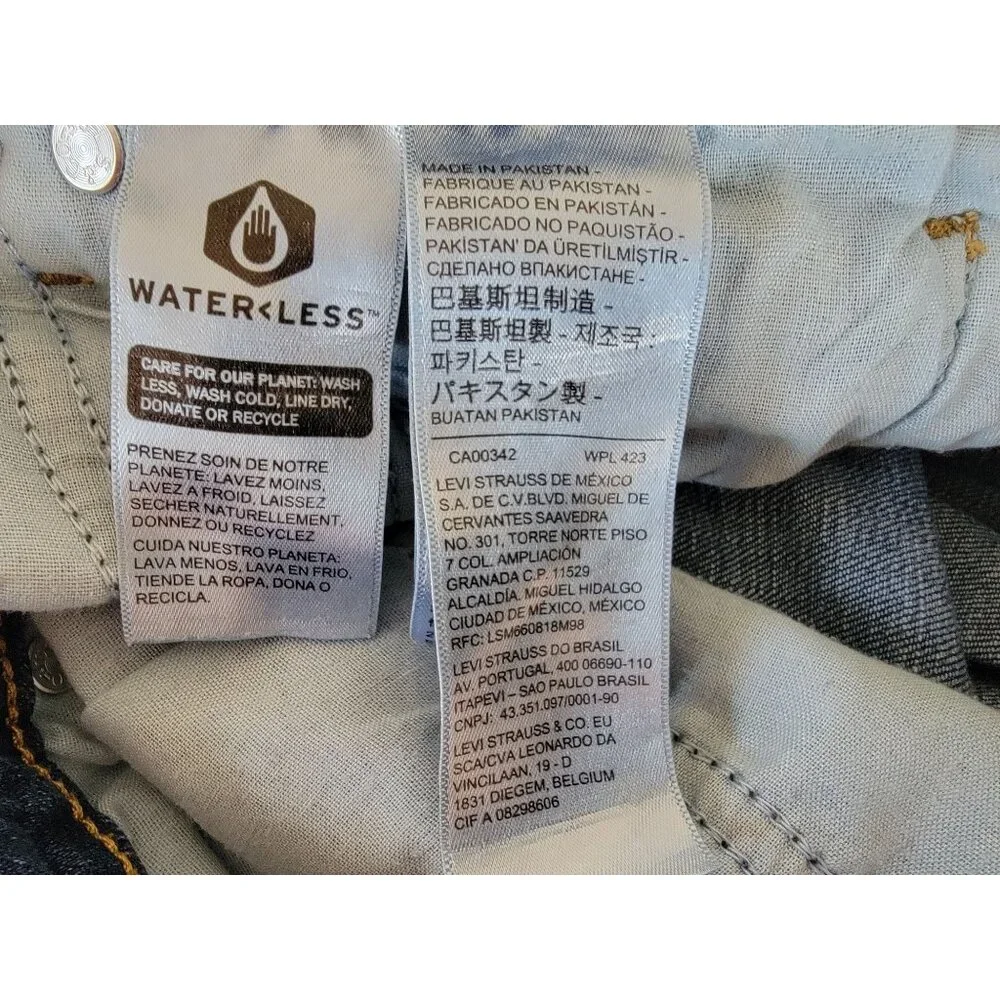 WATER<LESS™
CARE FOR OUR PLANET: WASH
LESS, WASH COLD, LINE DRY,
DONATE OR RECYCLE
PRENEZ SOIN DE NOTRE
PLANETE: LAVEZ MOINS,
LAVEZ A FROID, LAISSEZ
SECHER NATURELLEMENT,
DONNEZ OU RECYCLEZ
CUIDA NUESTRO PLANETA:
LAVA MENOS, LAVA EN FRIO,
TIENDE LA ROPA, DONA O
RECICLA.
MADE IN PAKISTAN -
FABRIQUE AU PAKISTAN -
FABRICADO EN PAKISTÁN -
FABRICADO NO PAQUISTÃO -
PAKİSTAN' DA ÜRETİLMİŞTİR -
СДЕЛАНО ВПАКИСТАНЕ -
巴基斯坦制造 -
巴基斯坦製 - 제조국 :
파키스탄 -
パキスタン製 -
BUATAN PAKISTAN
CA00342 WPL 423
LEVI STRAUSS DE MÉXICO
S.A. DE C.V.BLVD. MIGUEL DE
CERVANTES SAAVEDRA
NO. 301, TORRE NORTE PISO
7 COL. AMPLIACIÓN
GRANADA C.P. 11529
ALCALDÍA. MIGUEL HIDALGO
CIUDAD DE MÉXICO, MÉXICO
RFC: LSM660818M98
LEVI STRAUSS DO BRASIL
AV. PORTUGAL, 400 06690-110
ITAPEVI – SAO PAULO BRASIL
CNPJ: 43.351.097/0001-90
LEVI STRAUSS & CO. EU
SCA/CVA LEONARDO DA
VINCILAAN, 19 - D
1831 DIEGEM, BELGIUM
CIF A 08298606